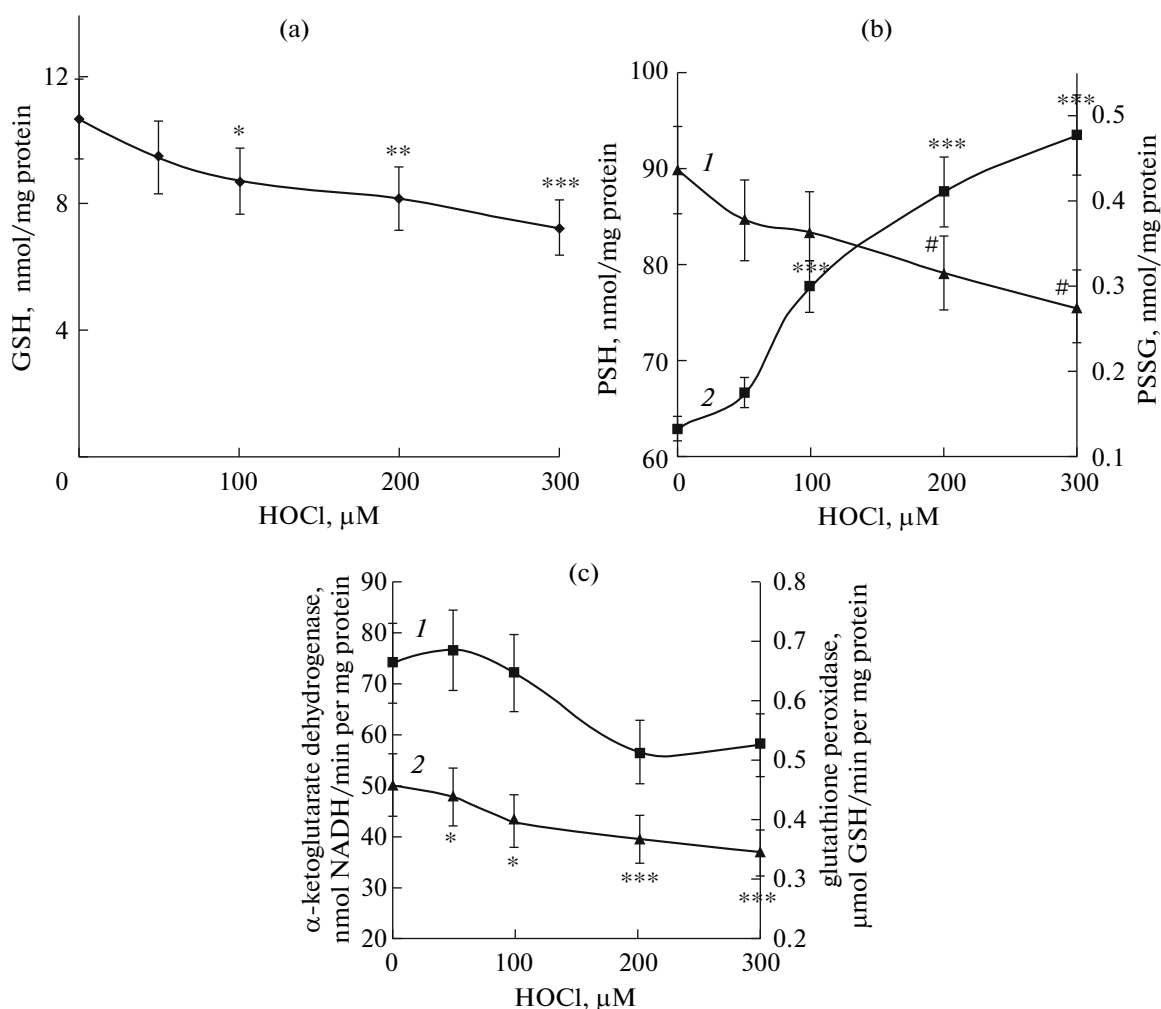 (a)
GSH, nmol/mg protein
12
8
4
*
**
***
0 100 200 300
HOCl, μM
(b)
PSH, nmol/mg protein
100
90
80
70
60
1
2
***
***
***
#
#
0.5
0.4
0.3
0.2
0.1
PSSG, nmol/mg protein
0 100 200 300
HOCl, μM
(c)
α-ketoglutarate dehydrogenase,
nmol NADH/min per mg protein
90
80
70
60
50
40
30
20
1
2
*
*
***
***
0.8
0.7
0.6
0.5
0.4
0.3
0.2
glutathione peroxidase,
μmol GSH/min per mg protein
0 100 200 300
HOCl, μM